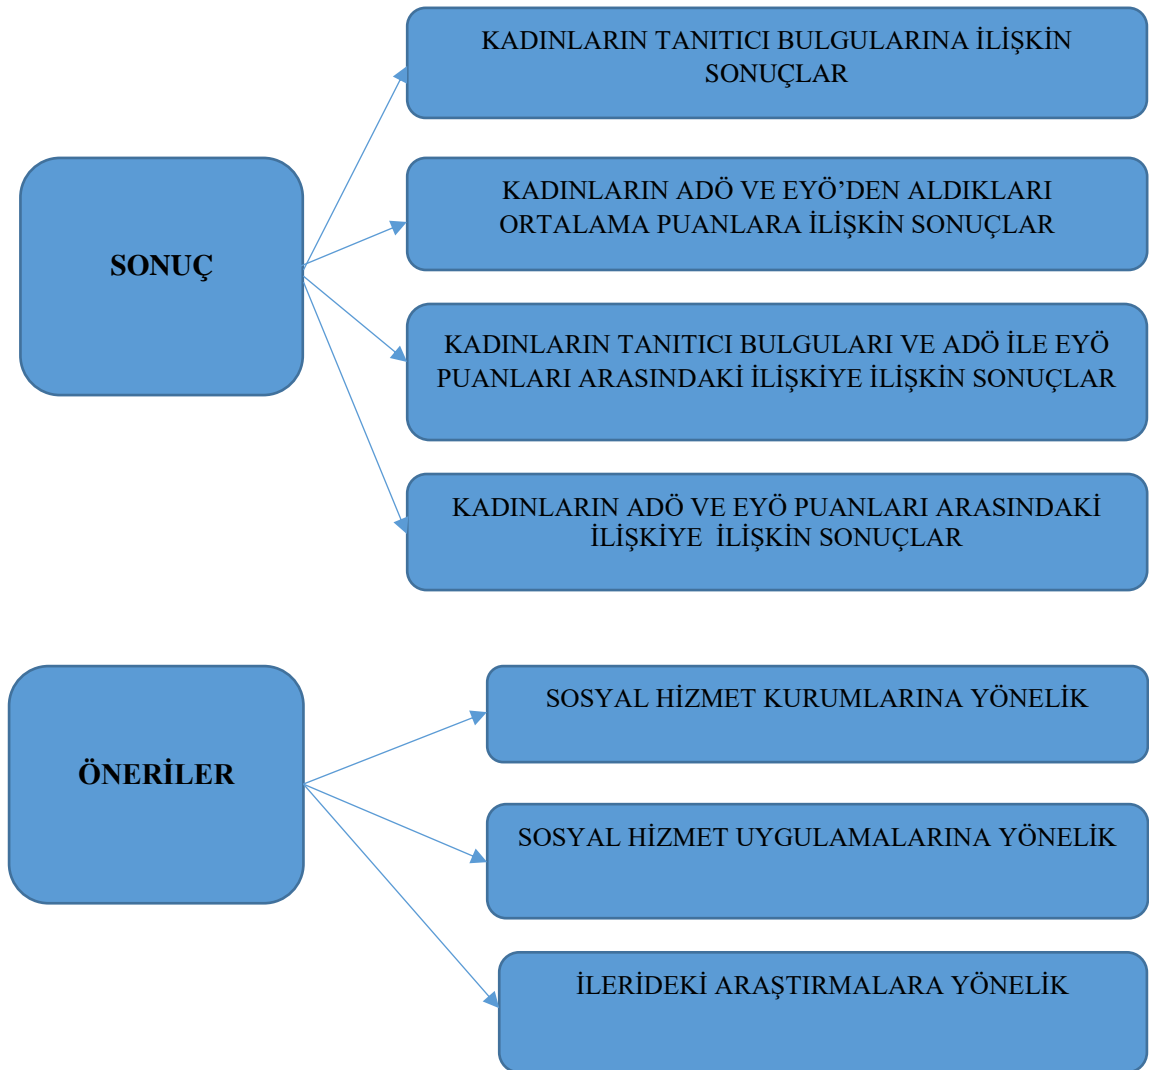 KADINLARIN TANITICI BULGULARINA İLİŞKİN
SONUÇLAR
KADINLARIN ADÖ VE EYÖ’DEN ALDIKLARI
ORTALAMA PUANLARA İLİŞKİN SONUÇLAR
SONUÇ
KADINLARIN TANITICI BULGULARI VE ADÖ İLE EYÖ
PUANLARI ARASINDAKİ İLİŞKİYE İLİŞKİN SONUÇLAR
KADINLARIN ADÖ VE EYÖ PUANLARI ARASINDAKİ
İLİŞKİYE İLİŞKİN SONUÇLAR
SOSYAL HİZMET KURUMLARINA YÖNELİK
ÖNERİLER
SOSYAL HİZMET UYGULAMALARINA YÖNELİK
İLERİDEKİ ARAŞTIRMALARA YÖNELİK